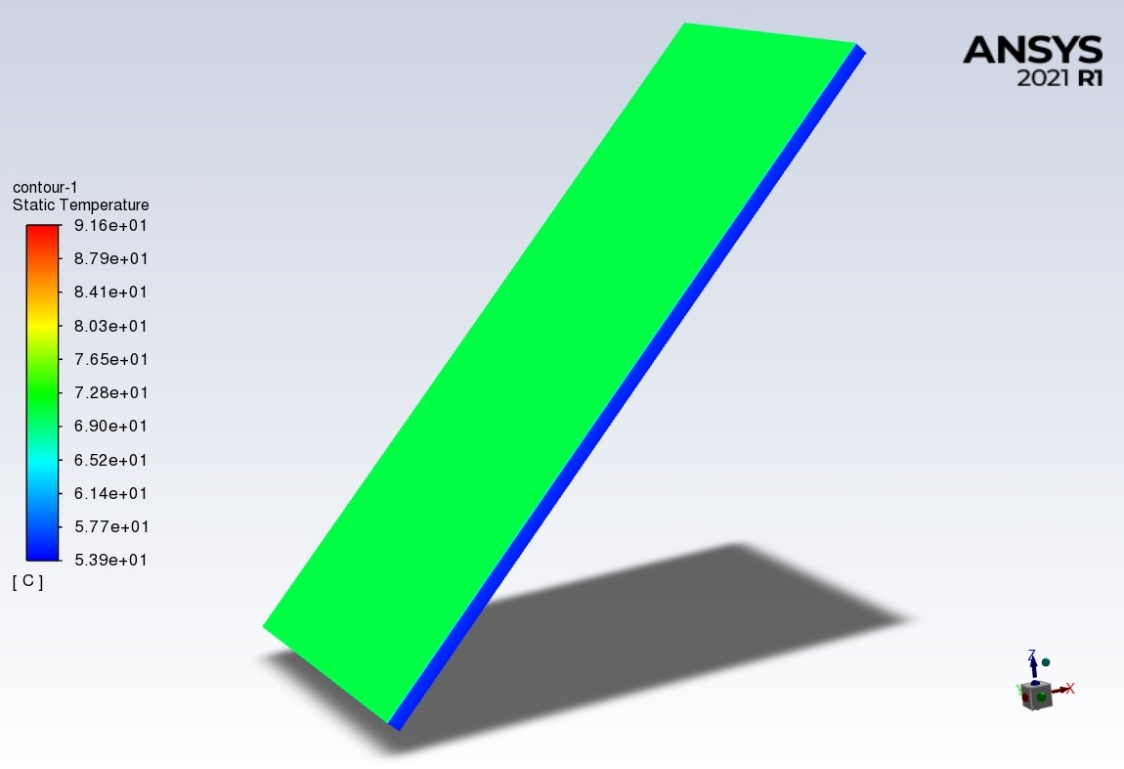 ANSYS
2021 R1
contour-1
Static Temperature
9.16e+01
8.79e+01
8.41e+01
8.03e+01
7.65e+01
7.28e+01
6.90e+01
6.52e+01
6.14e+01
5.77e+01
5.39e+01
[ C ]
Z
Y
X